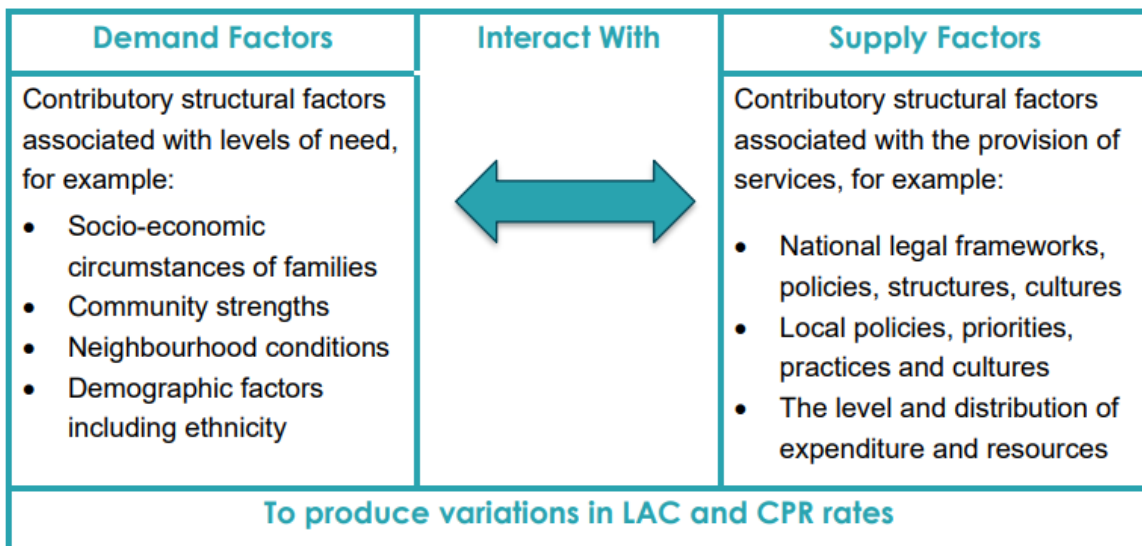 Demand Factors
Interact With
Supply Factors
Contributory structural factors
associated with levels of need,
for example:
• Socio-economic
circumstances of families
• Community strengths
• Neighbourhood conditions
• Demographic factors
including ethnicity
Contributory structural factors
associated with the provision of
services, for example:
• National legal frameworks,
policies, structures, cultures
• Local policies, priorities,
practices and cultures
• The level and distribution of
expenditure and resources
To produce variations in LAC and CPR rates